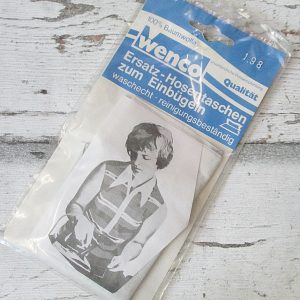 100% Baumwolle
1,98
Wenco
Qualität
Ersatz-Hosentaschen
zum Einbügeln
waschecht reinigungsbeständig